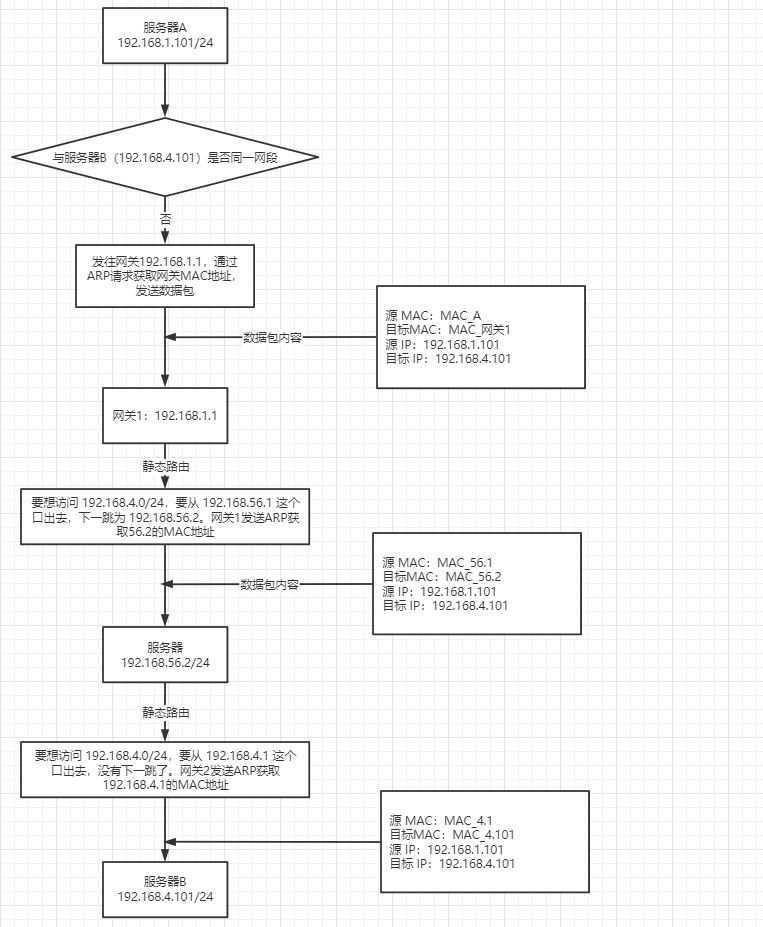 服务器A
192.168.1.101/24
与服务器B（192.168.4.101）是否同一网段
否
发往网关192.168.1.1，通过
ARP请求获取网关MAC地址，
发送数据包
源 MAC：MAC_A
目标MAC：MAC_网关1
源 IP：192.168.1.101
目标 IP：192.168.4.101
数据包内容
网关1：192.168.1.1
静态路由
要想访问 192.168.4.0/24，要从 192.168.56.1 这个
口出去，下一跳为 192.168.56.2。网关1发送ARP获
取56.2的MAC地址
源 MAC：MAC_56.1
目标MAC：MAC_56.2
源 IP：192.168.1.101
目标 IP：192.168.4.101
数据包内容
服务器
192.168.56.2/24
静态路由
要想访问 192.168.4.0/24，要从 192.168.4.1 这个
口出去，没有下一跳了。网关2发送ARP获取
192.168.4.1的MAC地址
源 MAC：MAC_4.1
目标MAC：MAC_4.101
源 IP：192.168.1.101
目标 IP：192.168.4.101
服务器B
192.168.4.101/24